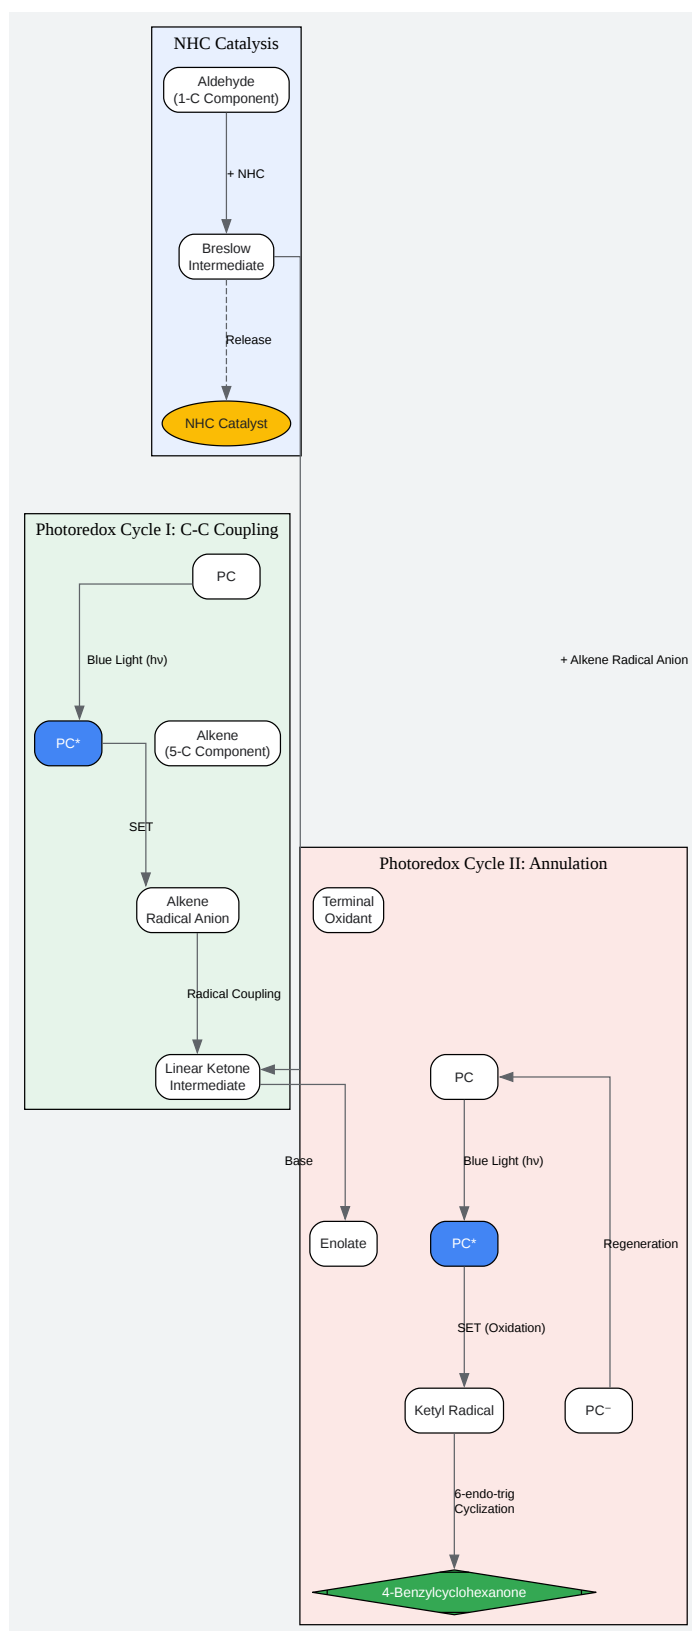 NHC Catalysis
Aldehyde
(1-C Component)
+ NHC
Breslow
Intermediate
Release
NHC Catalyst
Photoredox Cycle I: C-C Coupling
PC
Blue Light (hν)
+ Alkene Radical Anion
PC*
Alkene
(5-C Component)
SET
Photoredox Cycle II: Annulation
Alkene
Radical Anion
Terminal
Oxidant
Radical Coupling
Linear Ketone
Intermediate
PC
Base
Blue Light (hν)
Enolate
PC*
Regeneration
SET (Oxidation)
Ketyl Radical
PC⁻
6-endo-trig
Cyclization
4-Benzylcyclohexanone